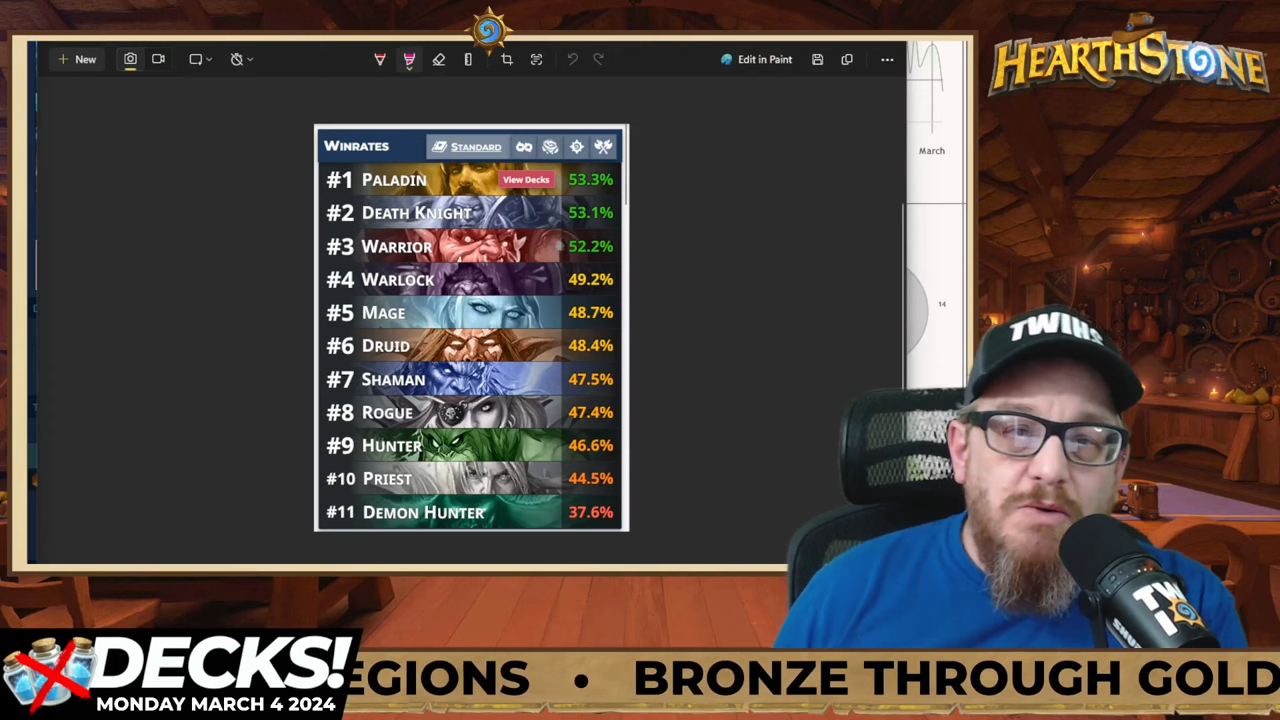 New
Edit in Paint
HEARTHSTONE
March
14
WINRATES
STANDARD
#1 PALADIN View Decks 53.3%
#2 DEATH KNIGHT 53.1%
#3 WARRIOR 52.2%
#4 WARLOCK 49.2%
#5 MAGE 48.7%
#6 DRUID 48.4%
#7 SHAMAN 47.5%
#8 ROGUE 47.4%
#9 HUNTER 46.6%
#10 PRIEST 44.5%
#11 DEMON HUNTER 37.6%
TWIHS
TW
DECKS!
MONDAY MARCH 4 2024
EGIONS • BRONZE THROUGH GOLD